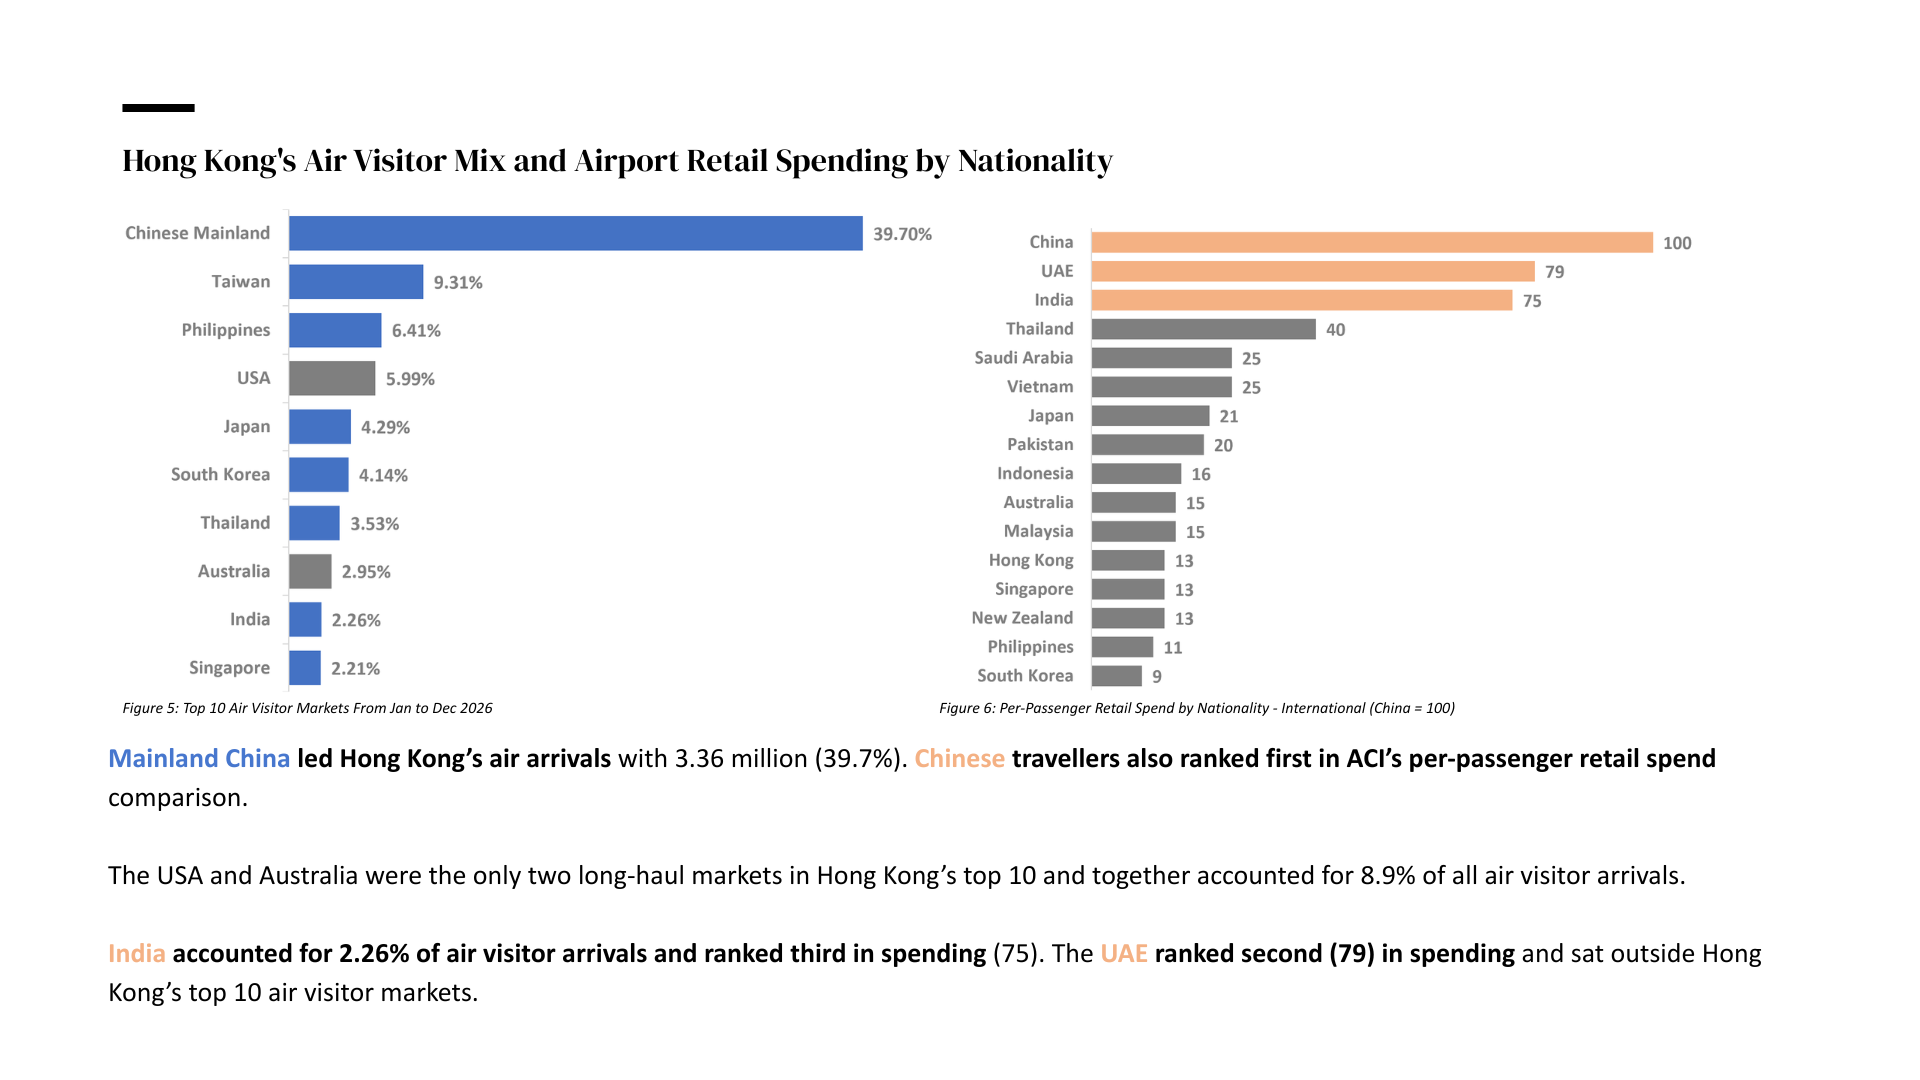 Hong Kong's Air Visitor Mix and Airport Retail Spending by Nationality
Chinese Mainland 39.70%
Taiwan 9.31%
Philippines 6.41%
USA 5.99%
Japan 4.29%
South Korea 4.14%
Thailand 3.53%
Australia 2.95%
India 2.26%
Singapore 2.21%
Figure 5: Top 10 Air Visitor Markets From Jan to Dec 2026
China 100
UAE 79
India 75
Thailand 40
Saudi Arabia 25
Vietnam 25
Japan 21
Pakistan 20
Indonesia 16
Australia 15
Malaysia 15
Hong Kong 13
Singapore 13
New Zealand 13
Philippines 11
South Korea 9
Figure 6: Per-Passenger Retail Spend by Nationality - International (China = 100)
Mainland China led Hong Kong’s air arrivals with 3.36 million (39.7%). Chinese travellers also ranked first in ACI’s per-passenger retail spend
comparison.
The USA and Australia were the only two long-haul markets in Hong Kong’s top 10 and together accounted for 8.9% of all air visitor arrivals.
India accounted for 2.26% of air visitor arrivals and ranked third in spending (75). The UAE ranked second (79) in spending and sat outside Hong
Kong’s top 10 air visitor markets.